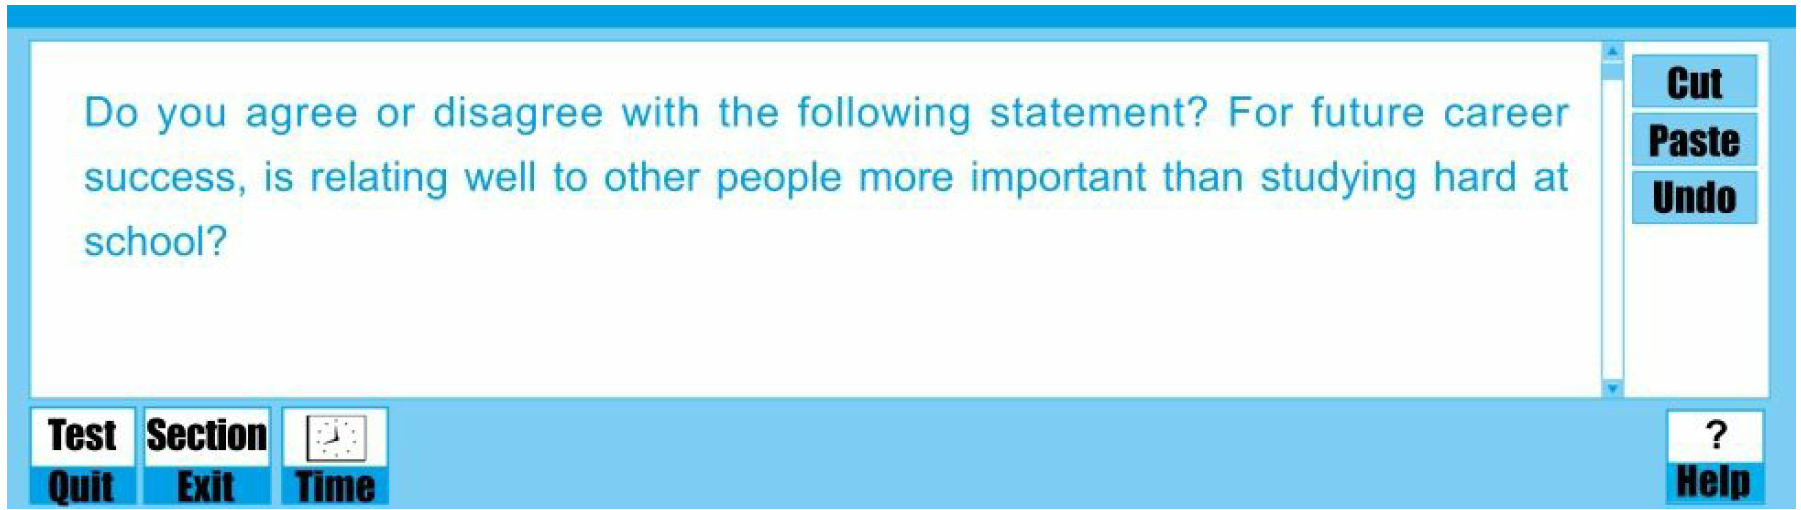 Do you agree or disagree with the following statement? For future career
success, is relating well to other people more important than studying hard at
school?
Cut
Paste
Undo
Test
Quit
Section
Exit
Time
?
Help